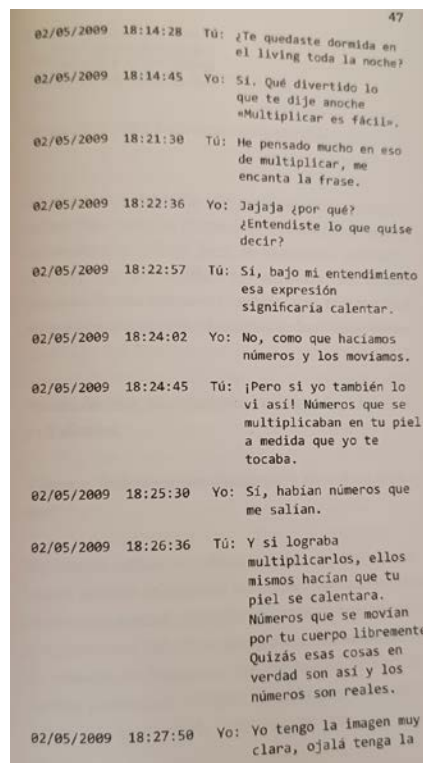 47
02/05/2009 18:14:28 Tú: ¿Te quedaste dormida en
el living toda la noche?
02/05/2009 18:14:45 Yo: Sí. Qué divertido lo
que te dije anoche
«Multiplicar es fácil».
02/05/2009 18:21:30 Tú: He pensado mucho en eso
de multiplicar, me
encanta la frase.
02/05/2009 18:22:36 Yo: Jajaja ¿por qué?
¿Entendiste lo que quise
decir?
02/05/2009 18:22:57 Tú: Sí, bajo mi entendimiento
esa expresión
significaría calentar.
02/05/2009 18:24:02 Yo: No, como que hacíamos
números y los movíamos.
02/05/2009 18:24:45 Tú: ¡Pero si yo también lo
vi así! Números que se
multiplicaban en tu piel
a medida que yo te
tocaba.
02/05/2009 18:25:30 Yo: Sí, habían números que
me salían.
02/05/2009 18:26:36 Tú: Y si lograba
multiplicarlos, ellos
mismos hacían que tu
piel se calentara.
Números que se movían
por tu cuerpo libremente
Quizás esas cosas en
verdad son así y los
números son reales.
02/05/2009 18:27:50 Yo: Yo tengo la imagen muy
clara, ojalá tenga la